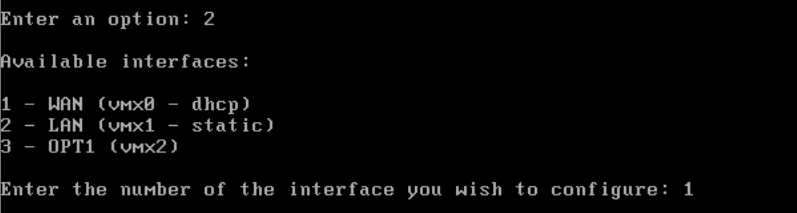 Enter an option: 2
Available interfaces:
1 - WAN (vmx0 - dhcp)
2 - LAN (vmx1 - static)
3 - OPT1 (vmx2)
Enter the number of the interface you wish to configure: 1